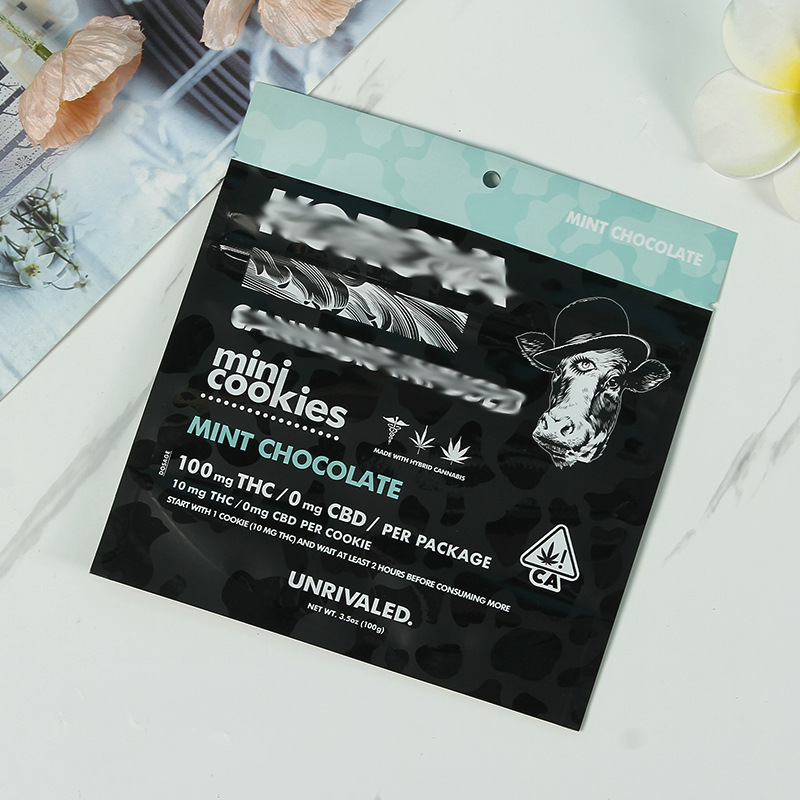 MINT CHOCOLATE
mini
cookies
MINT CHOCOLATE
MADE WITH HYBRID CANNABIS
DOSAGE
100 mg THC / 0 mg CBD / PER PACKAGE
10 mg THC / 0mg CBD PER COOKIE
START WITH 1 COOKIE (10 MG THC) AND WAIT AT LEAST 2 HOURS BEFORE CONSUMING MORE
!
CA
UNRIVALED.
NET WT. 3.5oz (100g)